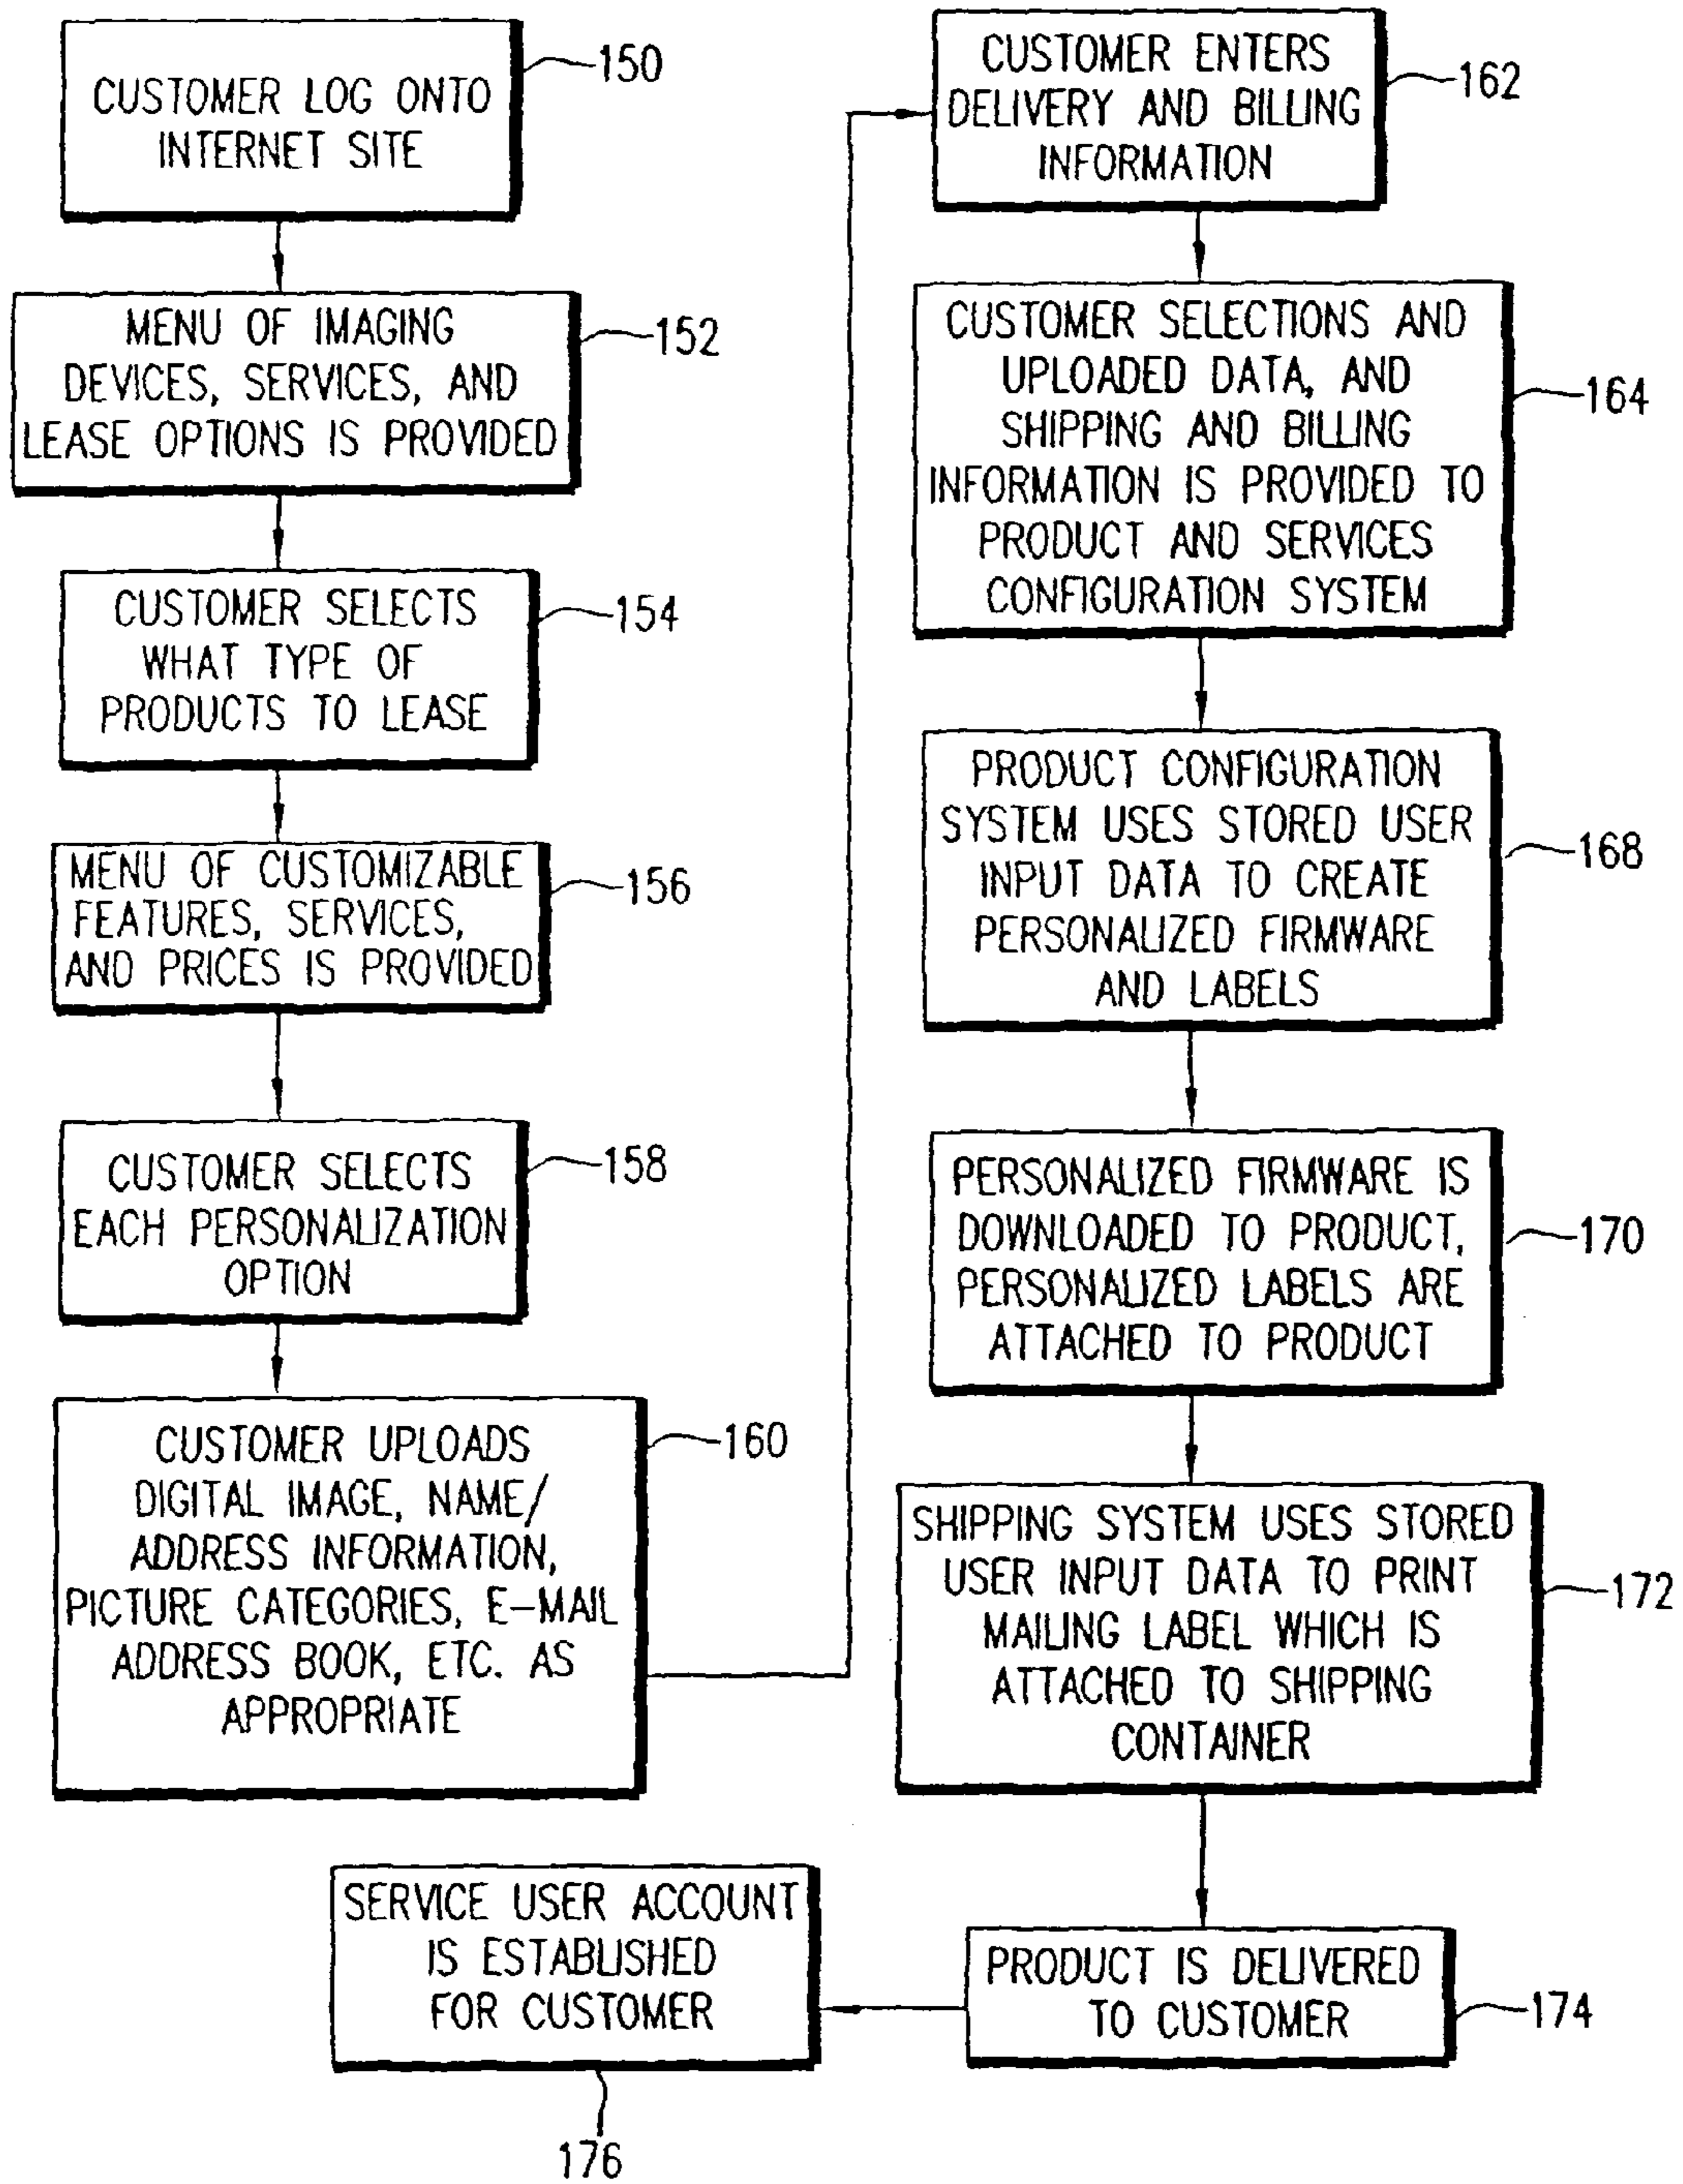 CUSTOMER LOG ONTO
INTERNET SITE
150
MENU OF IMAGING
DEVICES, SERVICES, AND
LEASE OPTIONS IS PROVIDED
152
CUSTOMER SELECTS
WHAT TYPE OF
PRODUCTS TO LEASE
154
MENU OF CUSTOMIZABLE
FEATURES, SERVICES,
AND PRICES IS PROVIDED
156
CUSTOMER SELECTS
EACH PERSONALIZATION
OPTION
158
CUSTOMER UPLOADS
DIGITAL IMAGE, NAME/
ADDRESS INFORMATION,
PICTURE CATEGORIES, E-MAIL
ADDRESS BOOK, ETC. AS
APPROPRIATE
160
CUSTOMER ENTERS
DELIVERY AND BILLING
INFORMATION
162
CUSTOMER SELECTIONS AND
UPLOADED DATA, AND
SHIPPING AND BILLING
INFORMATION IS PROVIDED TO
PRODUCT AND SERVICES
CONFIGURATION SYSTEM
164
PRODUCT CONFIGURATION
SYSTEM USES STORED USER
INPUT DATA TO CREATE
PERSONALIZED FIRMWARE
AND LABELS
168
PERSONALIZED FIRMWARE IS
DOWNLOADED TO PRODUCT,
PERSONALIZED LABELS ARE
ATTACHED TO PRODUCT
170
SHIPPING SYSTEM USES STORED
USER INPUT DATA TO PRINT
MAILING LABEL WHICH IS
ATTACHED TO SHIPPING
CONTAINER
172
PRODUCT IS DELIVERED
TO CUSTOMER
174
SERVICE USER ACCOUNT
IS ESTABLISHED
FOR CUSTOMER
176